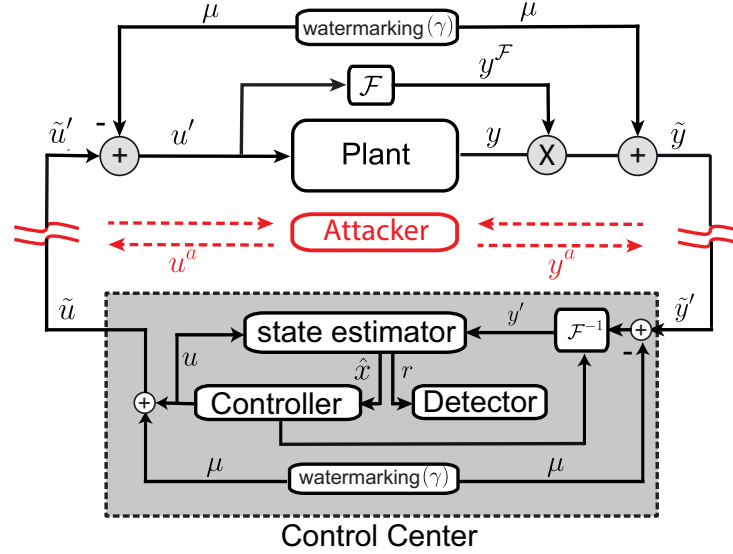 μ watermarking(γ) μ
𝓕 y^𝓕
- ũ′ + u′ Plant y X + ỹ
Attacker
u^a y^a
ũ ỹ′
state estimator y′ 𝓕⁻¹ + -
u x̂ r
+ Controller Detector
μ watermarking(γ) μ
Control Center